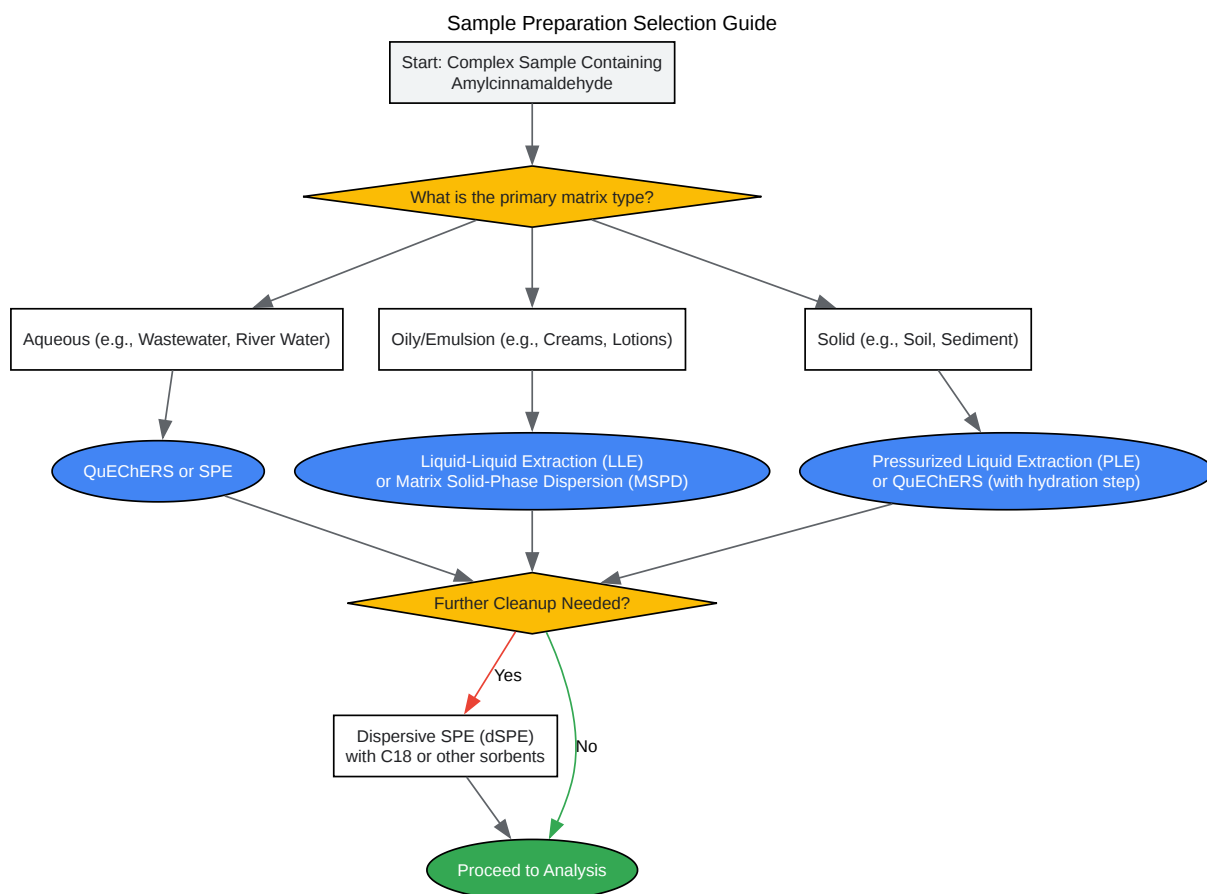 Sample Preparation Selection Guide
Start: Complex Sample Containing
Amylcinnamaldehyde
What is the primary matrix type?
Aqueous (e.g., Wastewater, River Water)
Oily/Emulsion (e.g., Creams, Lotions)
Solid (e.g., Soil, Sediment)
QuEChERS or SPE
Liquid-Liquid Extraction (LLE)
or Matrix Solid-Phase Dispersion (MSPD)
Pressurized Liquid Extraction (PLE)
or QuEChERS (with hydration step)
Further Cleanup Needed?
Yes
Dispersive SPE (dSPE)
with C18 or other sorbents
No
Proceed to Analysis